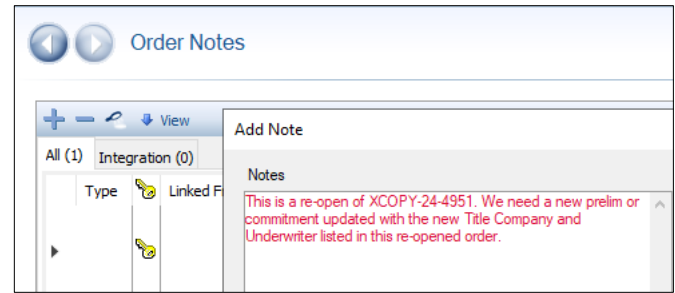 Order Notes
View
Add Note
All (1) Integration (0)
Notes
Type Linked
This is a re-open of XCOPY-24-4951. We need a new prelim or
commitment updated with the new Title Company and
Underwriter listed in this re-opened order.